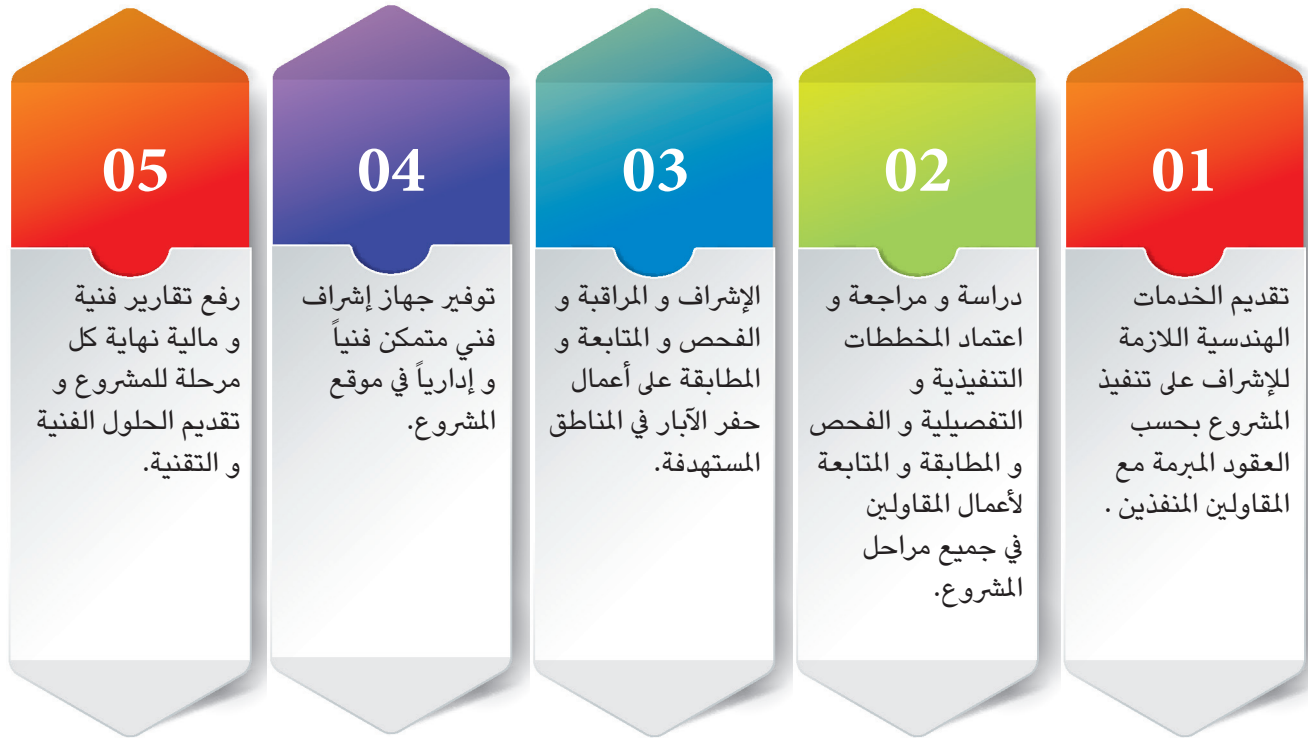 01
تقديم الخدمات
الهندسية اللازمة
للإشراف على تنفيذ
المشروع بحسب
العقود المبرمة مع
المقاولين المنفذين .
02
دراسة و مراجعة و
اعتماد المخططات
التنفيذية و
التفصيلية و الفحص
و المطابقة و المتابعة
لأعمال المقاولين
في جميع مراحل
المشروع.
03
الإشراف و المراقبة و
الفحص و المتابعة و
المطابقة على أعمال
حفر الآبار في المناطق
المستهدفة.
04
توفير جهاز إشراف
فني متمكن فنياً
و إدارياً في موقع
المشروع.
05
رفع تقارير فنية
و مالية نهاية كل
مرحلة للمشروع و
تقديم الحلول الفنية
و التقنية.